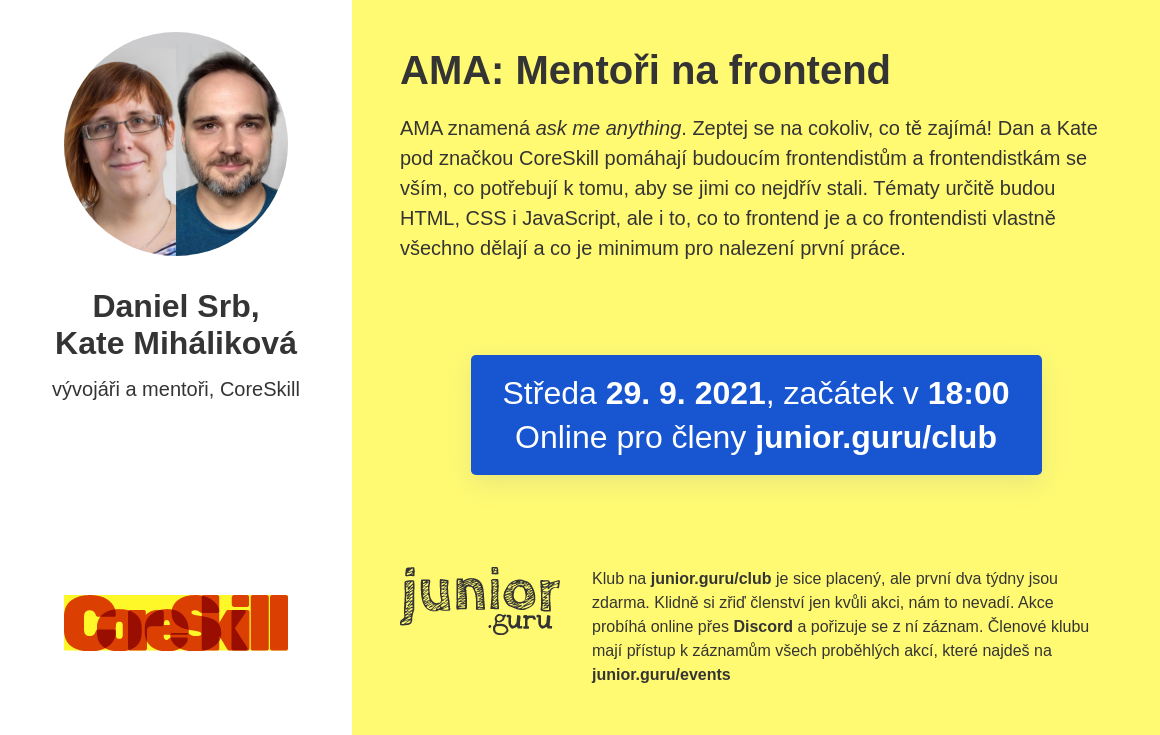 Daniel Srb,
Kate Miháliková
vývojáři a mentoři, CoreSkill
CoreSkill
AMA: Mentoři na frontend
AMA znamená ask me anything. Zeptej se na cokoliv, co tě zajímá! Dan a Kate
pod značkou CoreSkill pomáhají budoucím frontendistům a frontendistkám se
vším, co potřebují k tomu, aby se jimi co nejdřív stali. Tématy určitě budou
HTML, CSS i JavaScript, ale i to, co to frontend je a co frontendisti vlastně
všechno dělají a co je minimum pro nalezení první práce.
Středa 29. 9. 2021, začátek v 18:00
Online pro členy junior.guru/club
junior
.guru
Klub na junior.guru/club je sice placený, ale první dva týdny jsou
zdarma. Klidně si zřiď členství jen kvůli akci, nám to nevadí. Akce
probíhá online přes Discord a pořizuje se z ní záznam. Členové klubu
mají přístup k záznamům všech proběhlých akcí, které najdeš na
junior.guru/events